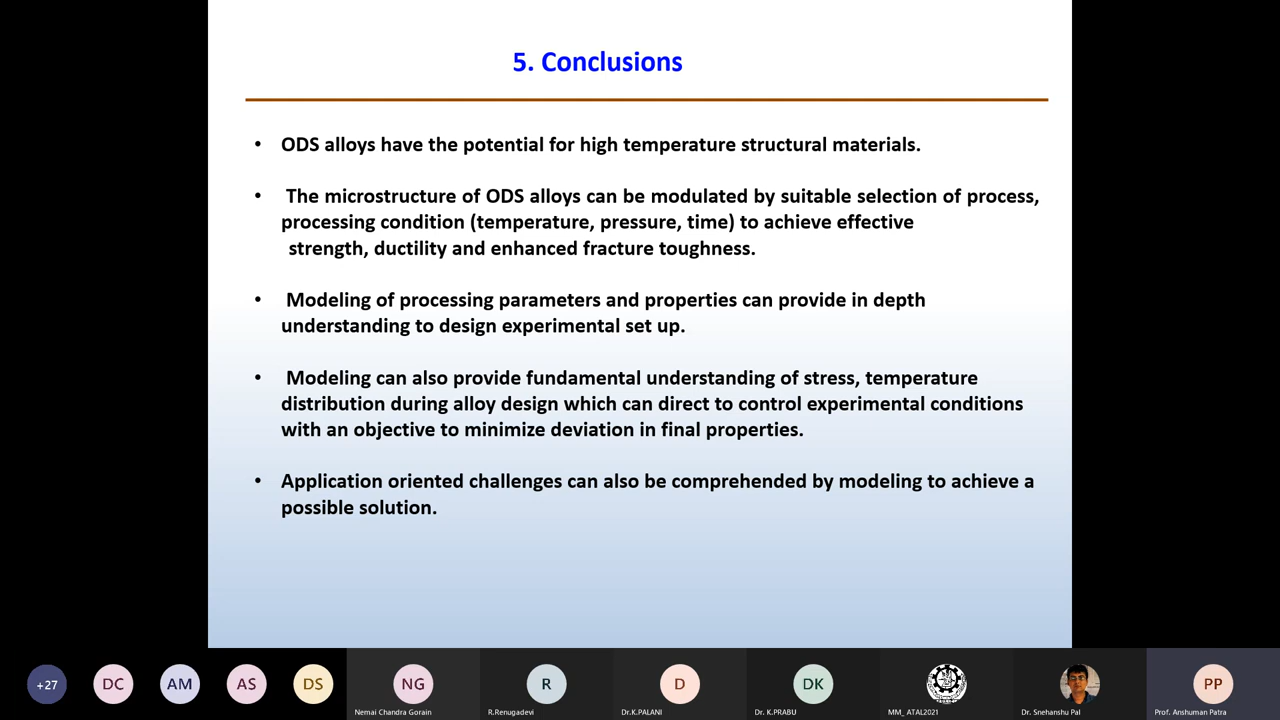 5. Conclusions
• ODS alloys have the potential for high temperature structural materials.
• The microstructure of ODS alloys can be modulated by suitable selection of process,
processing condition (temperature, pressure, time) to achieve effective
strength, ductility and enhanced fracture toughness.
• Modeling of processing parameters and properties can provide in depth
understanding to design experimental set up.
• Modeling can also provide fundamental understanding of stress, temperature
distribution during alloy design which can direct to control experimental conditions
with an objective to minimize deviation in final properties.
• Application oriented challenges can also be comprehended by modeling to achieve a
possible solution.
+27 DC AM AS DS NG R D DK PP
Nemai Chandra Gorain R.Renugadevi Dr.K.PALANI Dr. K.PRABU MM_ ATAL2021 Dr. Snehanshu Pal Prof. Anshuman Patra